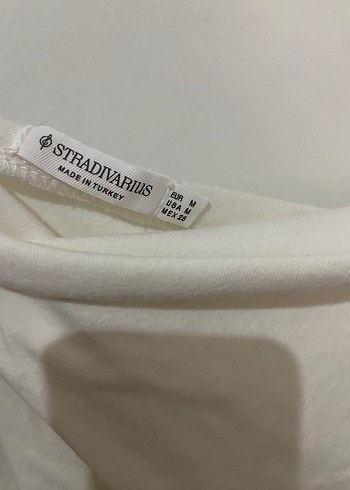 STRADIVARIUS
MADE IN TURKEY
EUR M
USA M
MEX 28